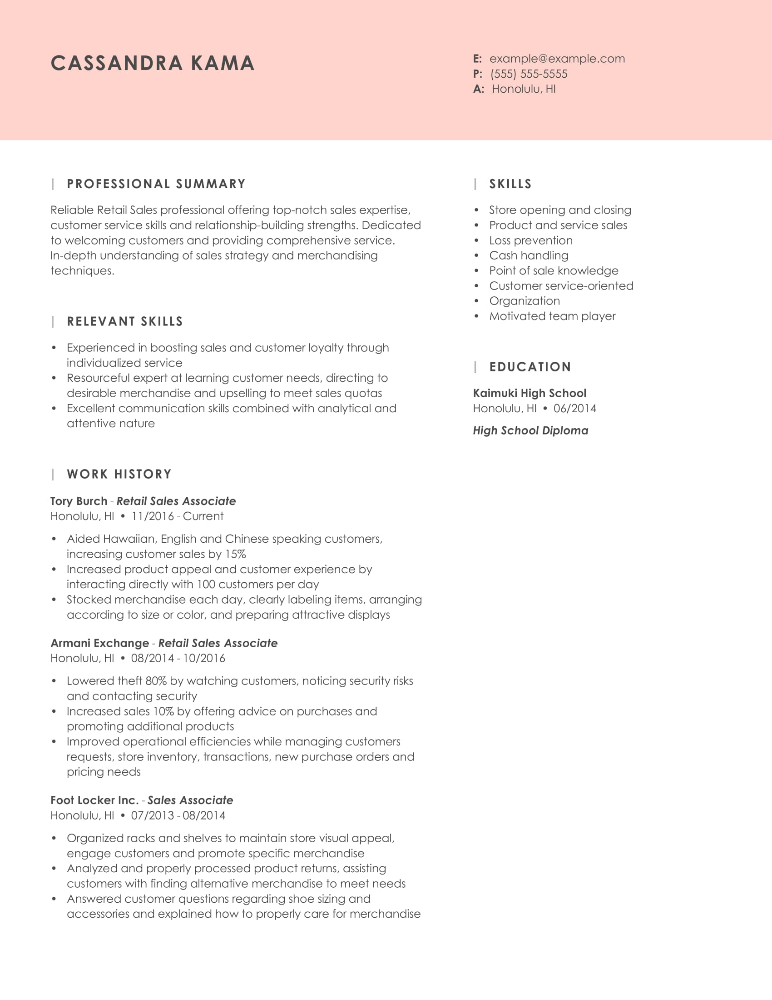 CASSANDRA KAMA
E: example@example.com
P: (555) 555-5555
A: Honolulu, HI
| PROFESSIONAL SUMMARY
Reliable Retail Sales professional offering top-notch sales expertise,
customer service skills and relationship-building strengths. Dedicated
to welcoming customers and providing comprehensive service.
In-depth understanding of sales strategy and merchandising
techniques.
| RELEVANT SKILLS
• Experienced in boosting sales and customer loyalty through
individualized service
• Resourceful expert at learning customer needs, directing to
desirable merchandise and upselling to meet sales quotas
• Excellent communication skills combined with analytical and
attentive nature
| WORK HISTORY
Tory Burch - Retail Sales Associate
Honolulu, HI • 11/2016 - Current
• Aided Hawaiian, English and Chinese speaking customers,
increasing customer sales by 15%
• Increased product appeal and customer experience by
interacting directly with 100 customers per day
• Stocked merchandise each day, clearly labeling items, arranging
according to size or color, and preparing attractive displays
Armani Exchange - Retail Sales Associate
Honolulu, HI • 08/2014 - 10/2016
• Lowered theft 80% by watching customers, noticing security risks
and contacting security
• Increased sales 10% by offering advice on purchases and
promoting additional products
• Improved operational efficiencies while managing customers
requests, store inventory, transactions, new purchase orders and
pricing needs
Foot Locker Inc. - Sales Associate
Honolulu, HI • 07/2013 - 08/2014
• Organized racks and shelves to maintain store visual appeal,
engage customers and promote specific merchandise
• Analyzed and properly processed product returns, assisting
customers with finding alternative merchandise to meet needs
• Answered customer questions regarding shoe sizing and
accessories and explained how to properly care for merchandise
| SKILLS
• Store opening and closing
• Product and service sales
• Loss prevention
• Cash handling
• Point of sale knowledge
• Customer service-oriented
• Organization
• Motivated team player
| EDUCATION
Kaimuki High School
Honolulu, HI • 06/2014
High School Diploma